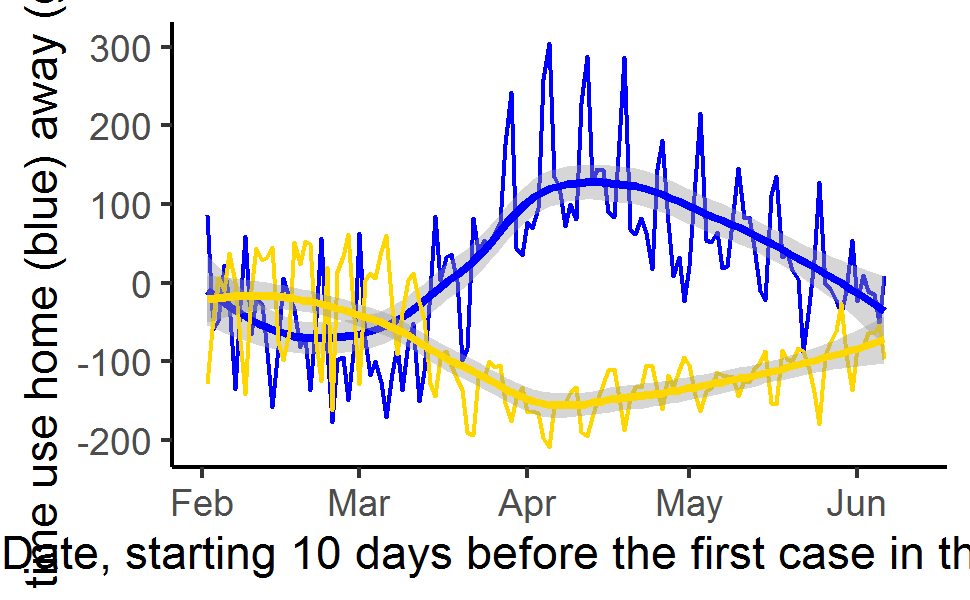 time use home (blue) away (
300
200
100
0
-100
-200
Feb Mar Apr May Jun
Date, starting 10 days before the first case in th